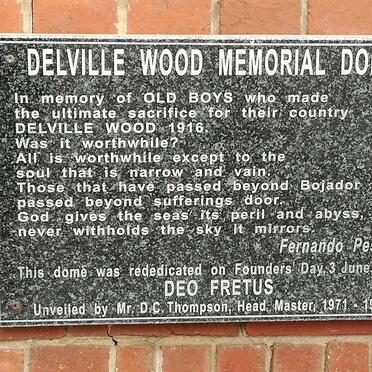 DELVILLE WOOD MEMORIAL
In memory of OLD BOYS who made
the ultimate sacrifice for their country
DELVILLE WOOD 1916.
Was it worthwhile?
All is worthwhile except to the
soul that is narrow and vain.
Those that have passed beyond Bojador
passed beyond sufferings door.
God gives the seas its peril and abyss,
never withholds the sky it mirrors.
Fernando
This dome was rededicated on Founders' Day, 3 June
DEO FRETUS
Unveiled by Mr. D.C. Thompson, Head Master, 1971 -